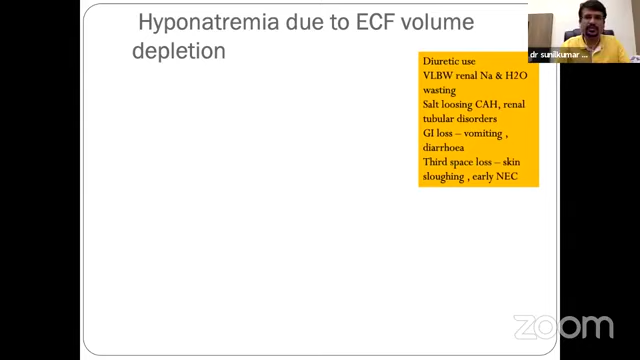 Hyponatremia due to ECF volume
depletion
Diuretic use
VLBW renal Na & H2O
wasting
Salt loosing CAH, renal
tubular disorders
GI loss – vomiting ,
diarrhoea
Third space loss – skin
sloughing , early NEC
dr sunilkumar ...
zoom